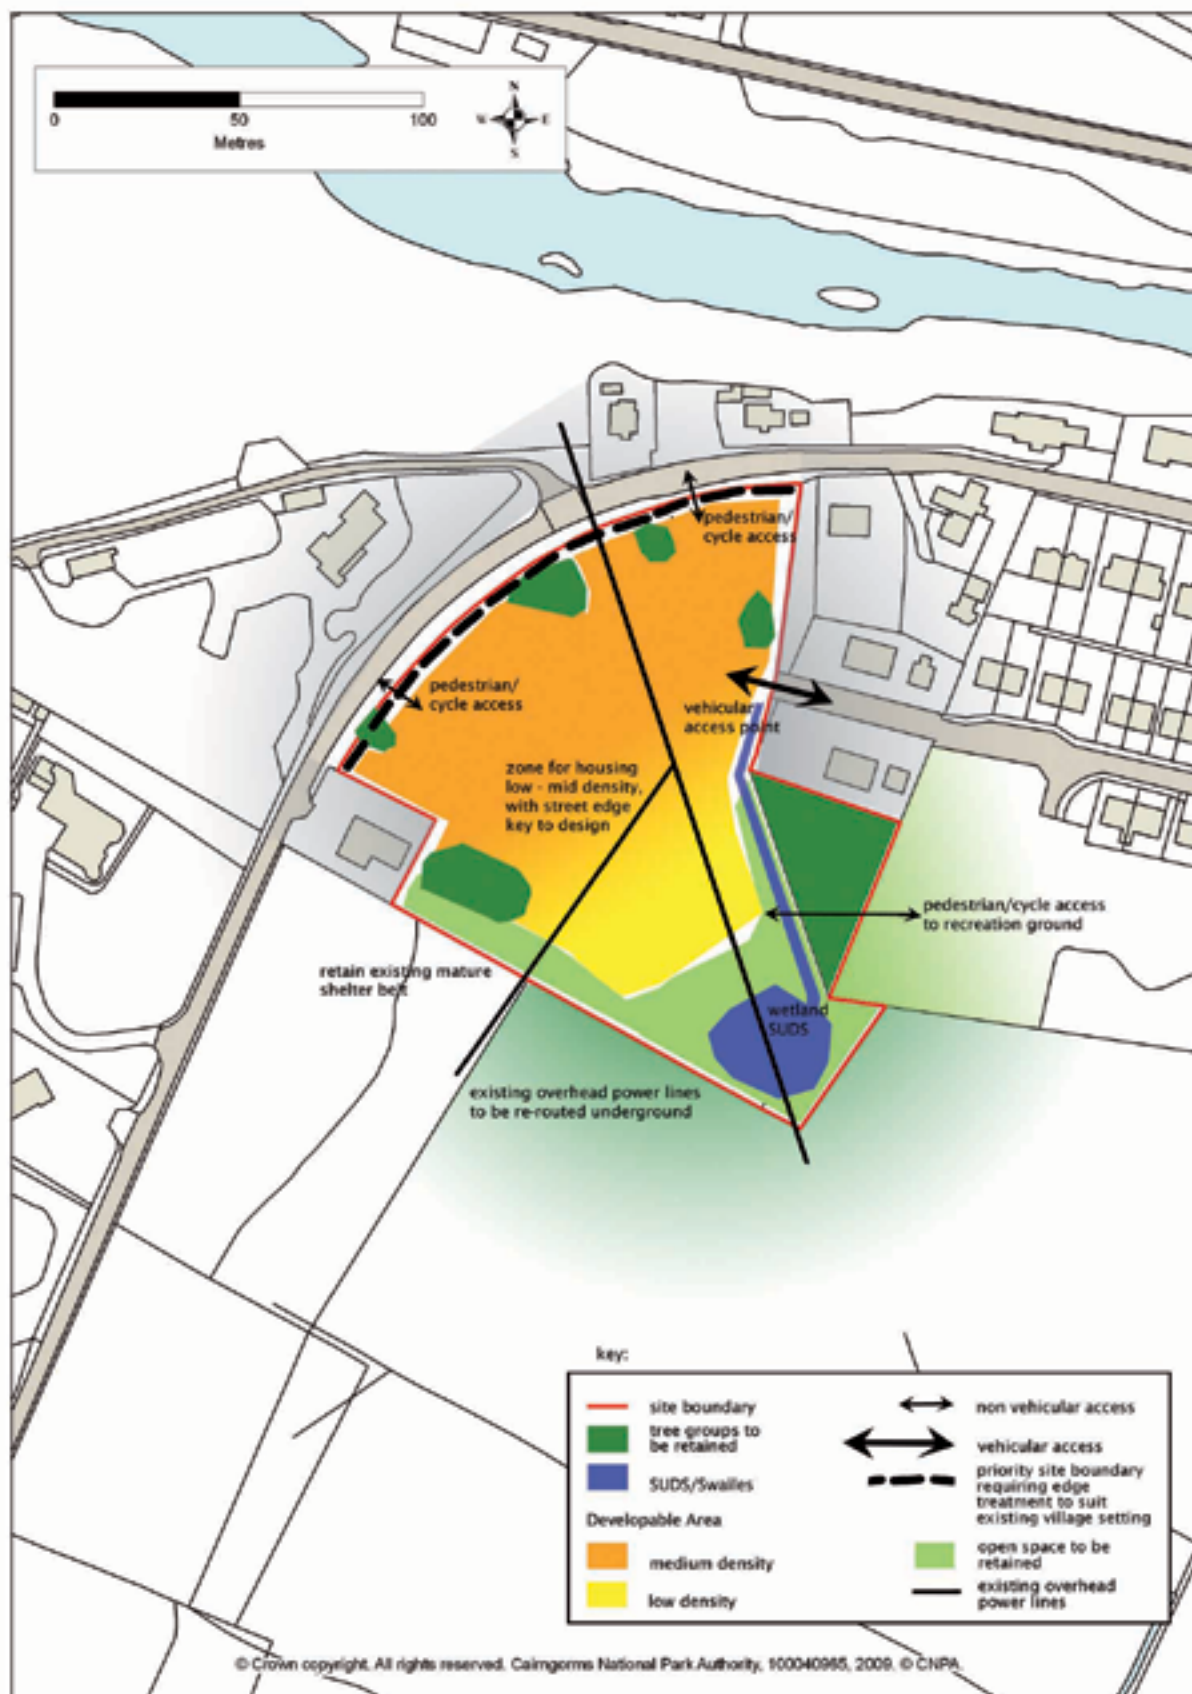 N
W E
S
0 50 100
Metres
pedestrian/
cycle access
pedestrian/
cycle access
vehicular
access point
zone for housing
low - mid density,
with street edge
key to design
pedestrian/cycle access
to recreation ground
retain existing mature
shelter belt
wetland
SUDS
existing overhead power lines
to be re-routed underground
key:
site boundary
tree groups to
be retained
SUDS/Swalles
Developable Area
medium density
low density
non vehicular access
vehicular access
priority site boundary
requiring edge
treatment to suit
existing village setting
open space to be
retained
existing overhead
power lines
© Crown copyright. All rights reserved. Cairngorms National Park Authority, 100040965, 2009. © CNPA.